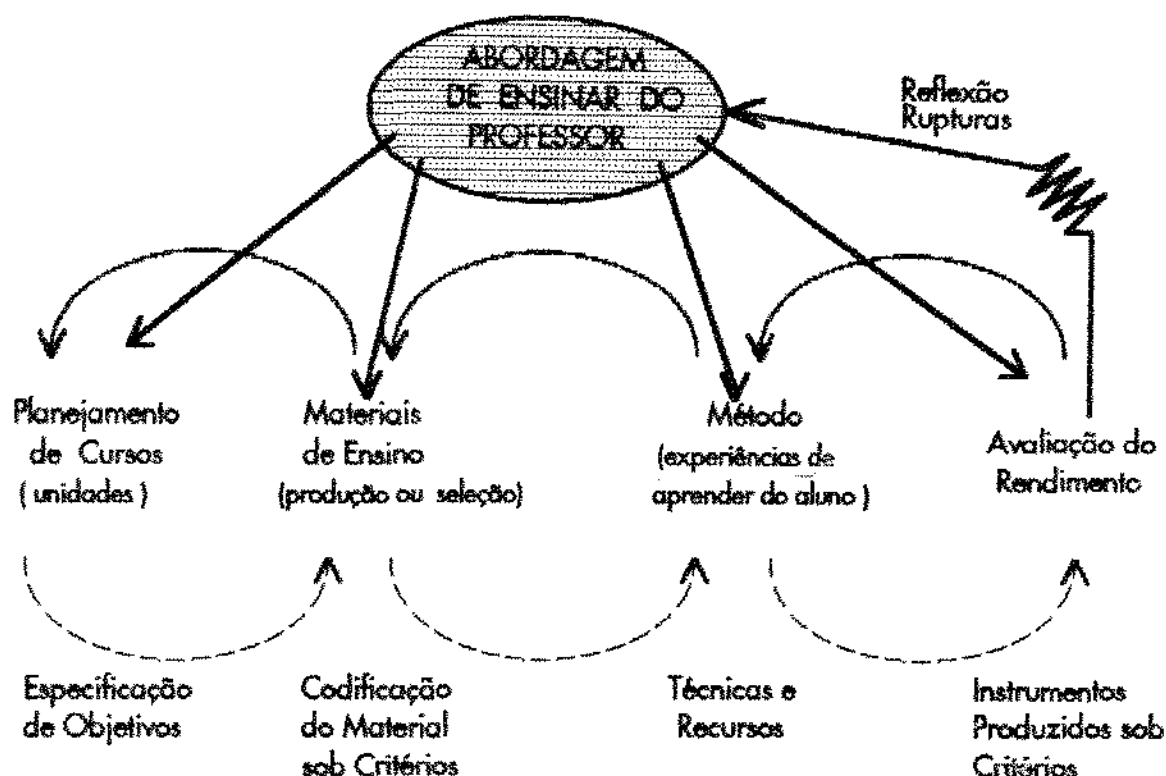 ABORDAGEM
DE ENSINAR DO
PROFESSOR
Reflexão
Rupturas
Planejamento
de Cursos
( unidades )
Materiais
de Ensino
(produção ou seleção)
Método
(experiências de
aprender do aluno )
Avaliação do
Rendimento
Especificação
de Objetivos
Codificação
do Material
sob Critérios
Técnicas e
Recursos
Instrumentos
Produzidos sob
Critérios